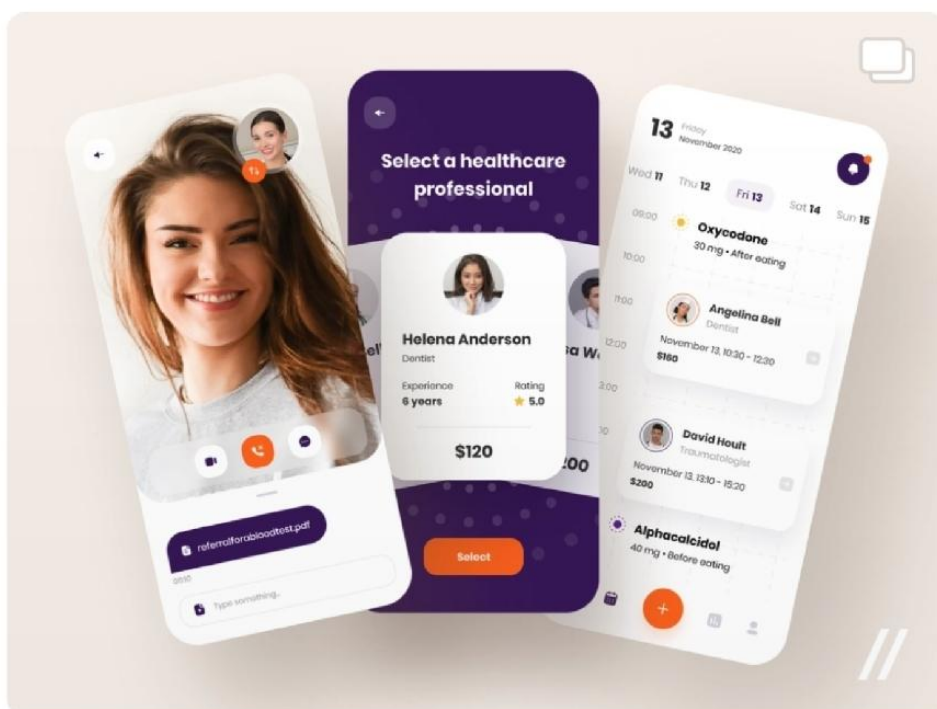 referralforabloodtest.pdf
09:10
Type something..
Select a healthcare
professional
Helena Anderson
Dentist
Experience
Rating
6 years
5.0
$120
Select
13
Friday
November 2020
Wed 11
Thu 12
Fri 13
Sat 14
Sun 15
09:00
Oxycodone
30 mg • After eating
10:00
11:00
Angelina Bell
Dentist
November 13, 10:30 - 12:30
$160
12:00
David Hoult
Traumatologist
November 13, 13:10 - 15:20
$200
Alphacalcidol
40 mg • Before eating